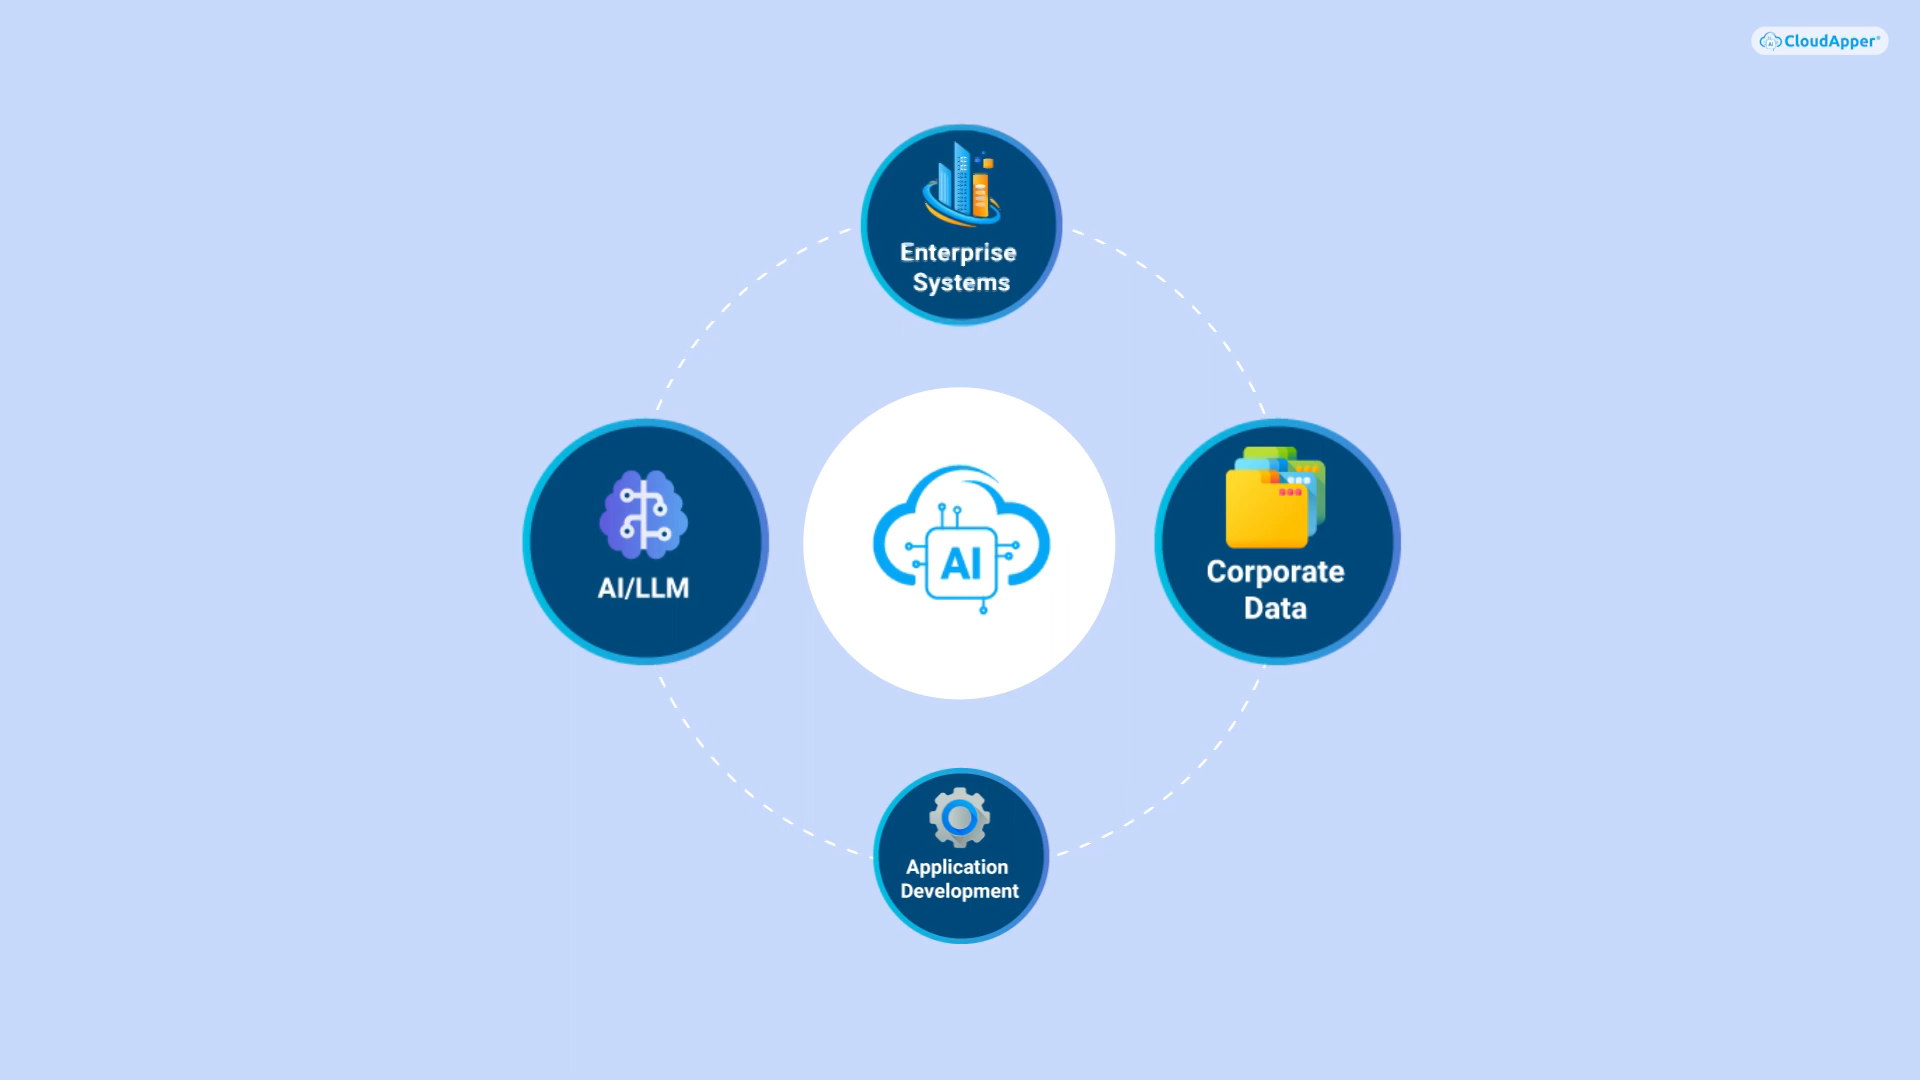 CloudApper®
Enterprise
Systems
AI/LLM
AI
Corporate
Data
Application
Development